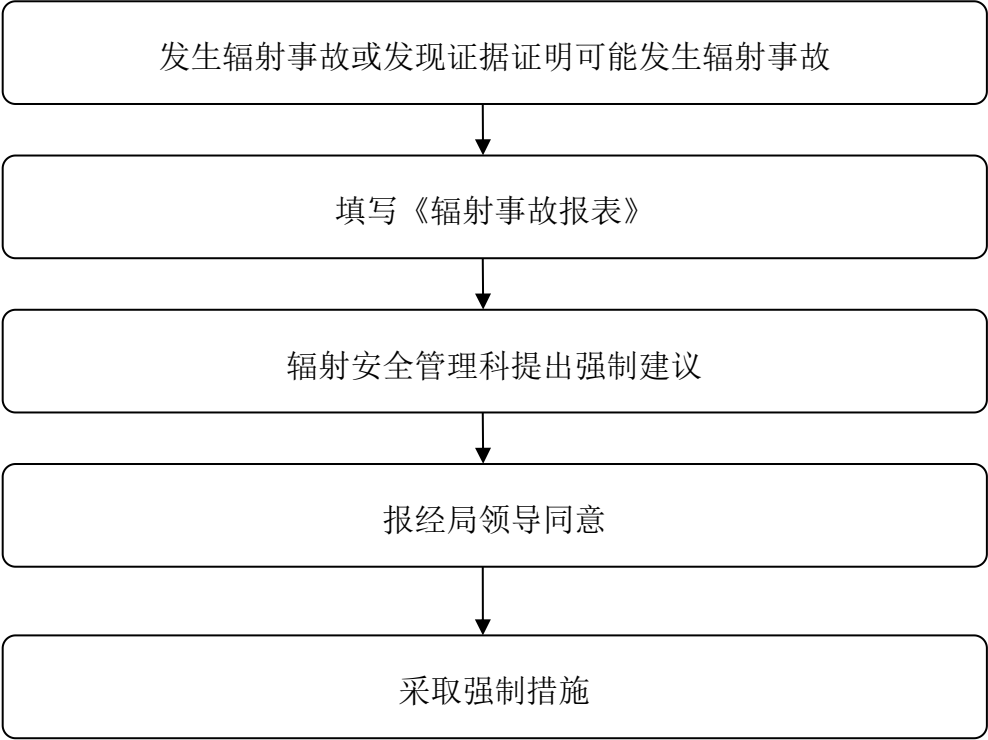 发生辐射事故或发现证据证明可能发生辐射事故
填写《辐射事故报表》
辐射安全管理科提出强制建议
报经局领导同意
采取强制措施